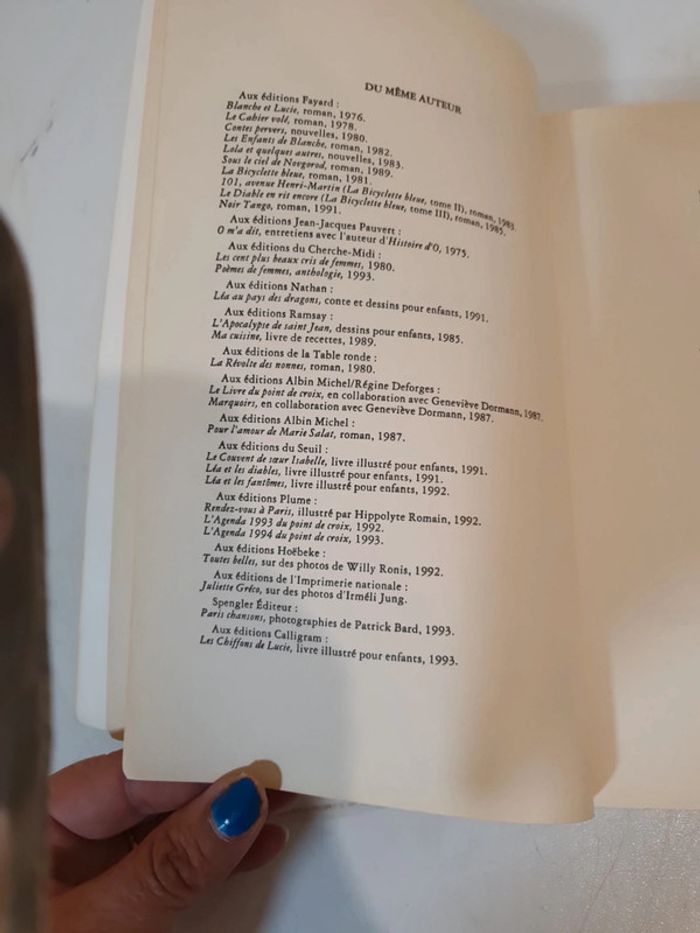 DU MÊME AUTEUR
Aux éditions Fayard :
Blanche et Lucie, roman, 1976.
Le Cahier volé, roman, 1978.
Contes pervers, nouvelles, 1980.
Les Enfants de Blanche, roman, 1982.
Lola et quelques autres, nouvelles, 1983.
Sous le ciel de Novgorod, roman, 1989.
La Bicyclette bleue, roman, 1981.
101, avenue Henri-Martin (La Bicyclette bleue, tome II), roman, 1983.
Le Diable en rit encore (La Bicyclette bleue, tome III), roman, 1985.
Noir Tango, roman, 1991.
Aux éditions Jean-Jacques Pauvert :
O m'a dit, entretiens avec l'auteur d'Histoire d'O, 1975.
Aux éditions du Cherche-Midi :
Les cent plus beaux cris de femmes, 1980.
Poèmes de femmes, anthologie, 1993.
Aux éditions Nathan :
Léa au pays des dragons, conte et dessins pour enfants, 1991.
Aux éditions Ramsay :
L'Apocalypse de saint Jean, dessins pour enfants, 1985.
Ma cuisine, livre de recettes, 1989.
Aux éditions de la Table ronde :
La Révolte des nonnes, roman, 1980.
Aux éditions Albin Michel/Régine Deforges :
Le Livre du point de croix, en collaboration avec Geneviève Dormann, 1987.
Marquoirs, en collaboration avec Geneviève Dormann, 1987.
Aux éditions Albin Michel :
Pour l'amour de Marie Salat, roman, 1987.
Aux éditions du Seuil :
Le Couvent de sœur Isabelle, livre illustré pour enfants, 1991.
Léa et les diables, livre illustré pour enfants, 1991.
Léa et les fantômes, livre illustré pour enfants, 1992.
Aux éditions Plume :
Rendez-vous à Paris, illustré par Hippolyte Romain, 1992.
L'Agenda 1993 du point de croix, 1992.
L'Agenda 1994 du point de croix, 1993.
Aux éditions Hoëbeke :
Toutes belles, sur des photos de Willy Ronis, 1992.
Aux éditions de l'Imprimerie nationale :
Juliette Gréco, sur des photos d'Irméli Jung.
Spengler Éditeur :
Paris chansons, photographies de Patrick Bard, 1993.
Aux éditions Calligram :
Les Chiffons de Lucie, livre illustré pour enfants, 1993.